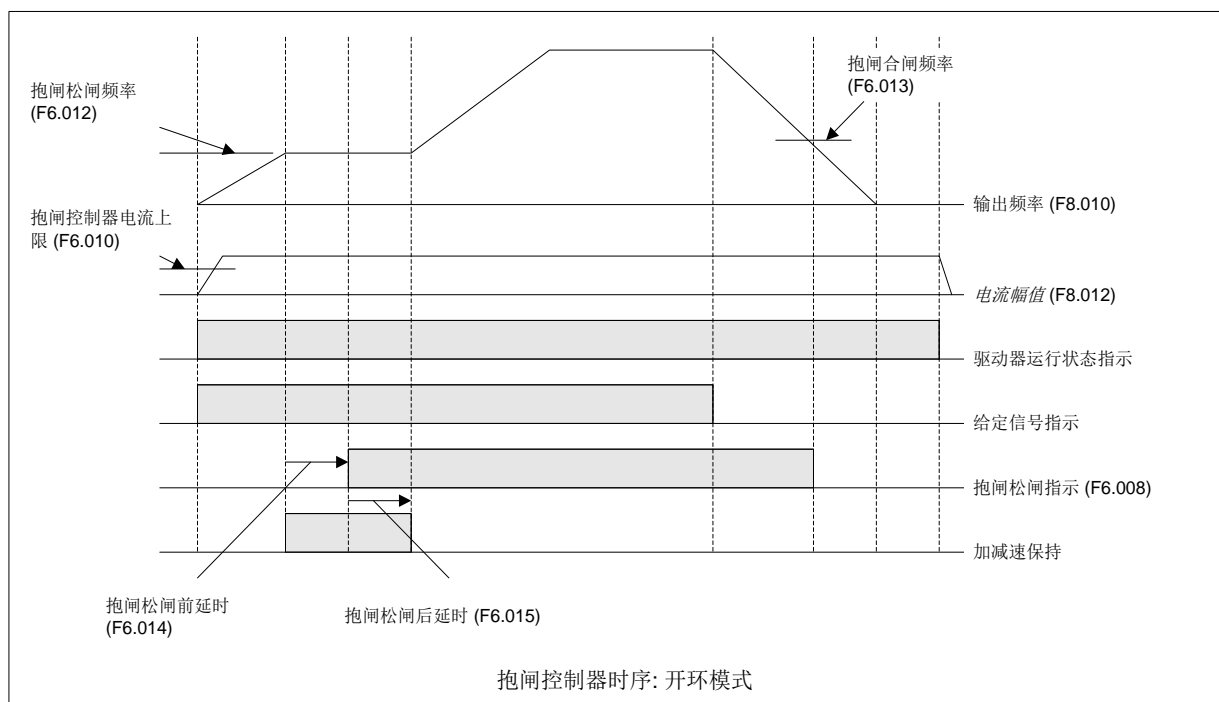 抱闸松闸频率
(F6.012)
抱闸合闸频率
(F6.013)
输出频率 (F8.010)
抱闸控制器电流上
限 (F6.010)
电流幅值 (F8.012)
驱动器运行状态指示
给定信号指示
抱闸松闸指示 (F6.008)
加减速保持
抱闸松闸前延时
(F6.014)
抱闸松闸后延时 (F6.015)
抱闸控制器时序: 开环模式